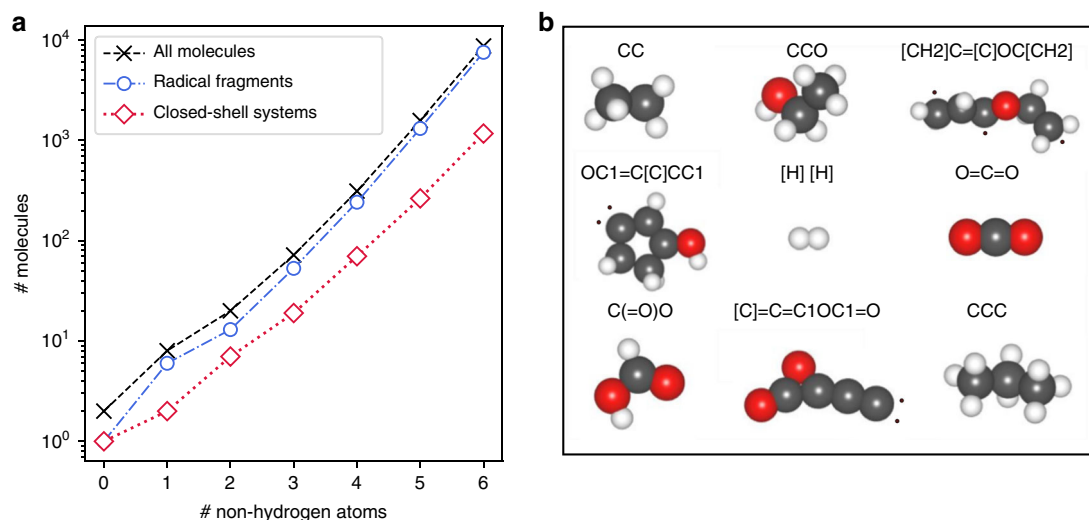 a
10⁴
10³
10²
10¹
10⁰
# molecules
All molecules
Radical fragments
Closed-shell systems
0 1 2 3 4 5 6
# non-hydrogen atoms
b
CC CCO [CH2]C=[C]OC[CH2]
OC1=C[C]CC1 [H] [H] O=C=O
C(=O)O [C]=C=C1OC1=O CCC